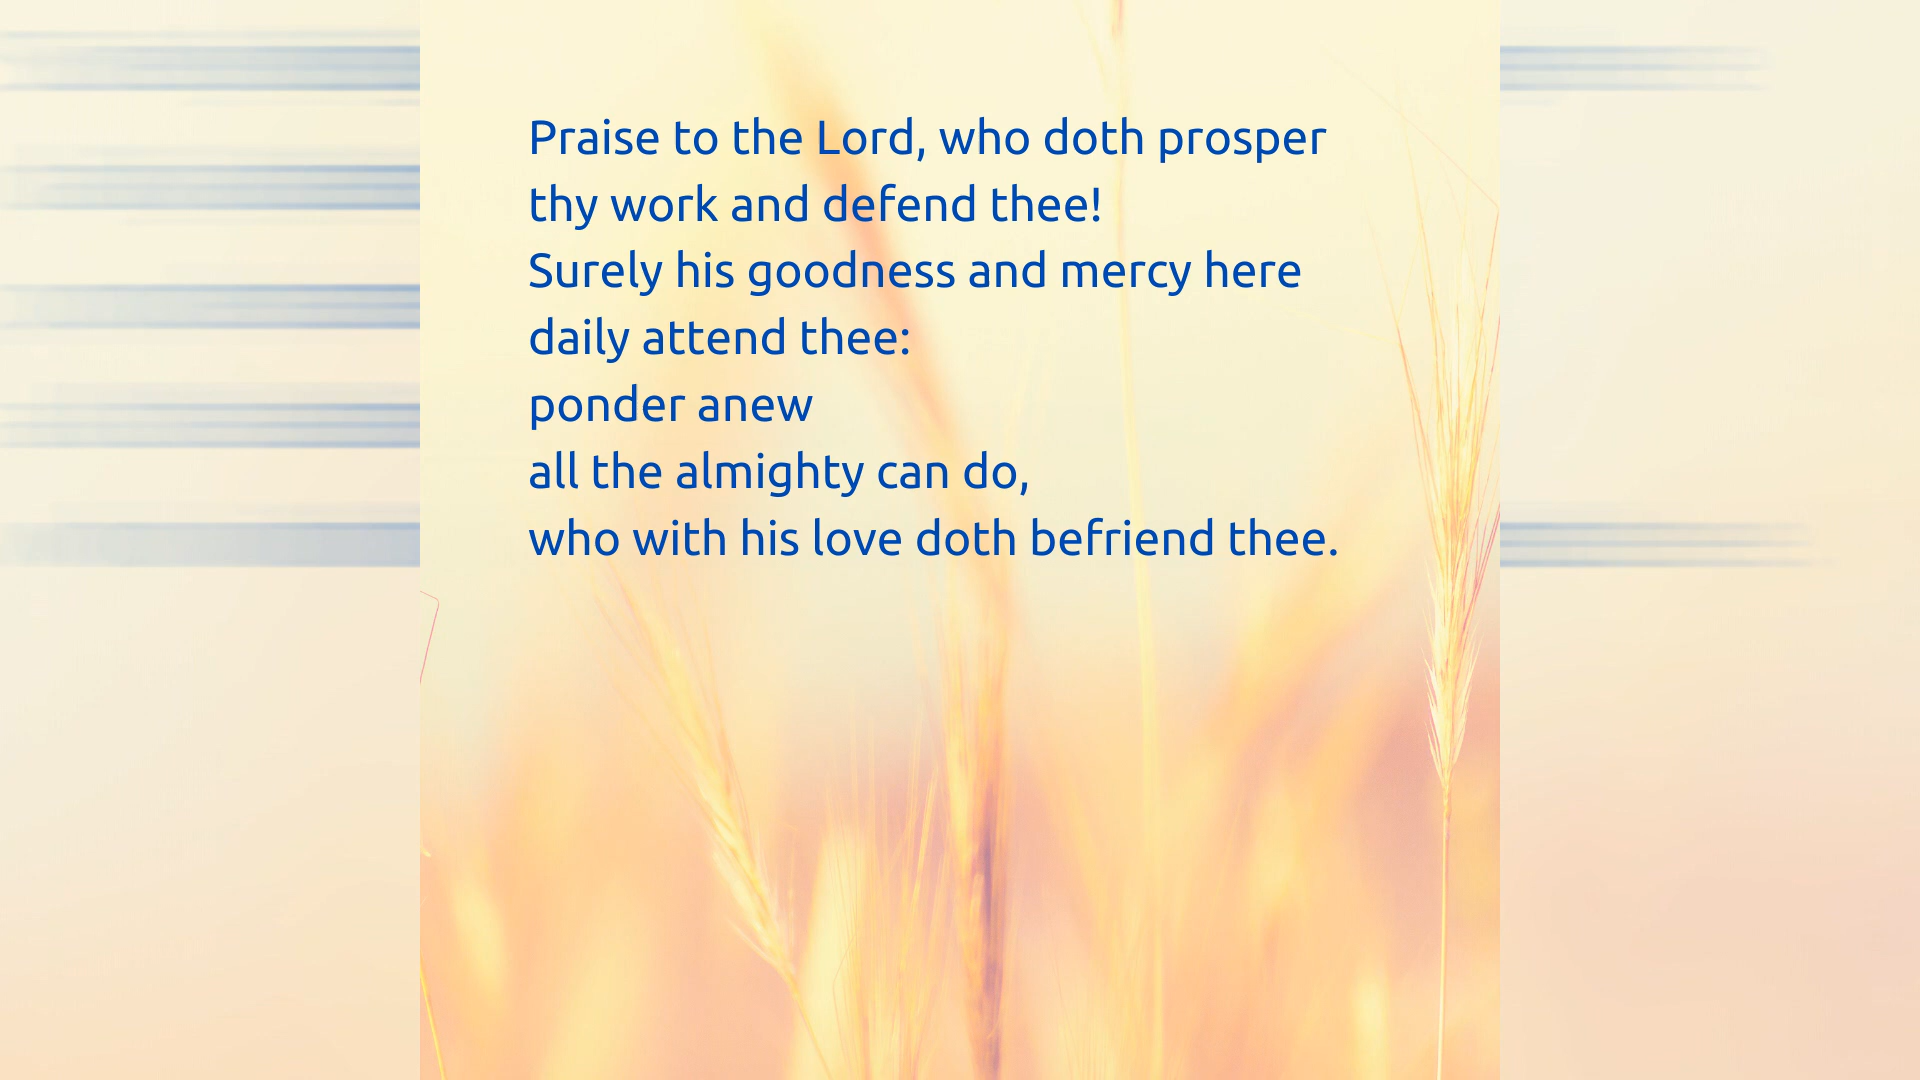 Praise to the Lord, who doth prosper
thy work and defend thee!
Surely his goodness and mercy here
daily attend thee:
ponder anew
all the almighty can do,
who with his love doth befriend thee.